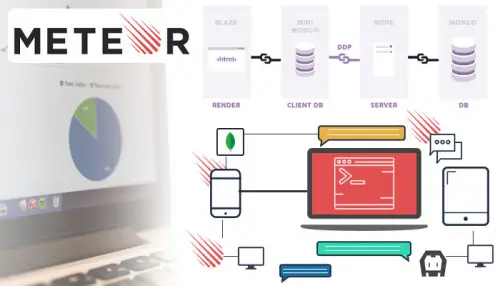 METEOR
BLAZE
MINI
MONGO
NODE
MONGO
<html>
DDP
RENDER
CLIENT DB
SERVER
DB